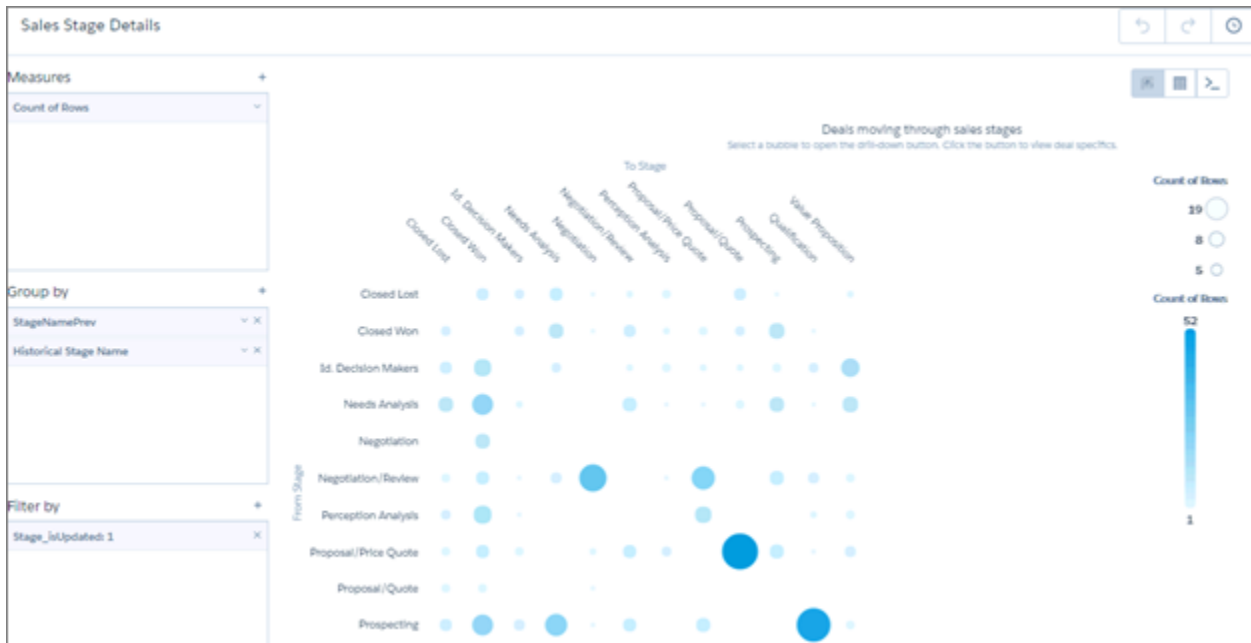 Sales Stage Details
Measures
Count of Rows
Group by
StageNamePrev
Historical Stage Name
Filter by
Stage_isUpdated: 1
Deals moving through sales stages
Select a bubble to open the drill-down button. Click the button to view deal specifics.
To Stage
Closed Lost
Closed Won
Id. Decision Makers
Needs Analysis
Negotiation
Negotiation/Review
Perception Analysis
Proposal/Price Quote
Proposal/Quote
Prospecting
Qualification
Value Proposition
From Stage
Closed Lost
Closed Won
Id. Decision Makers
Needs Analysis
Negotiation
Negotiation/Review
Perception Analysis
Proposal/Price Quote
Proposal/Quote
Prospecting
Count of Rows
19
8
5
Count of Rows
52
1